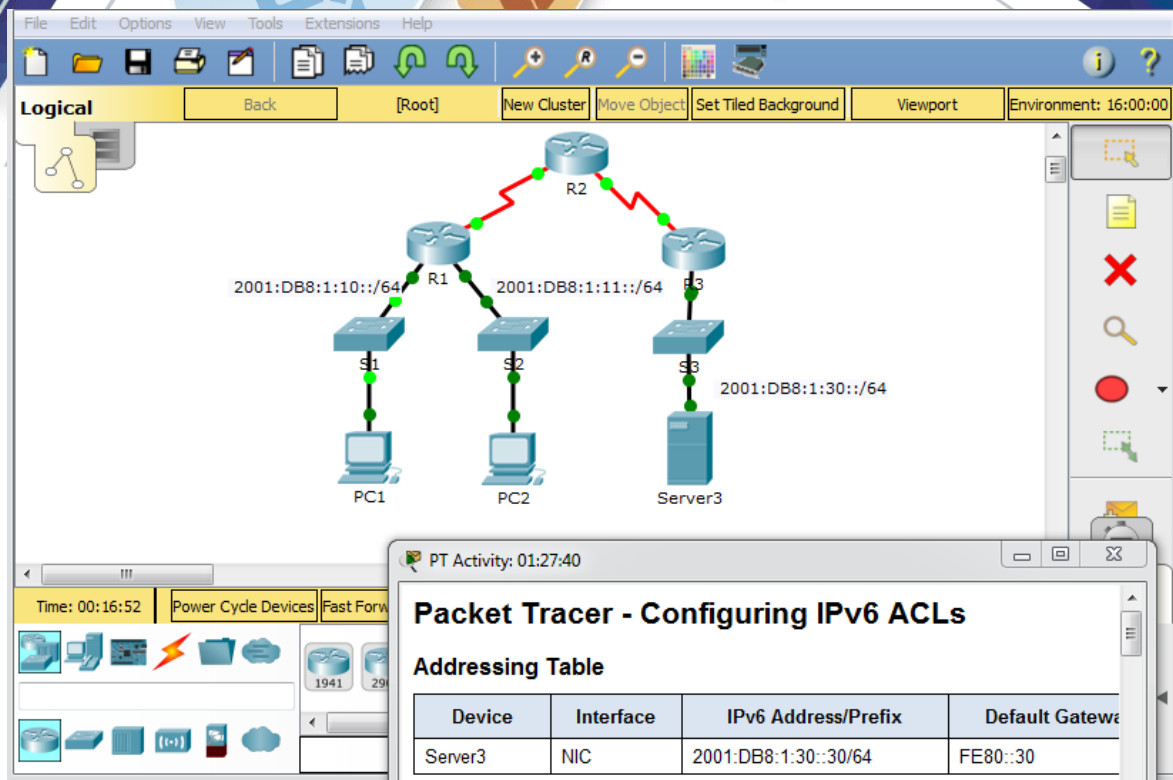 File Edit Options View Tools Extensions Help
Logical Back [Root] New Cluster Move Object Set Tiled Background Viewport Environment: 16:00:00
R2
R1
R3
2001:DB8:1:10::/64
2001:DB8:1:11::/64
S1
S2
S3
2001:DB8:1:30::/64
PC1
PC2
Server3
Time: 00:16:52 Power Cycle Devices Fast Forw
1941
29
PT Activity: 01:27:40
Packet Tracer - Configuring IPv6 ACLs
Addressing Table
Device Interface IPv6 Address/Prefix Default Gatewa
Server3 NIC 2001:DB8:1:30::30/64 FE80::30